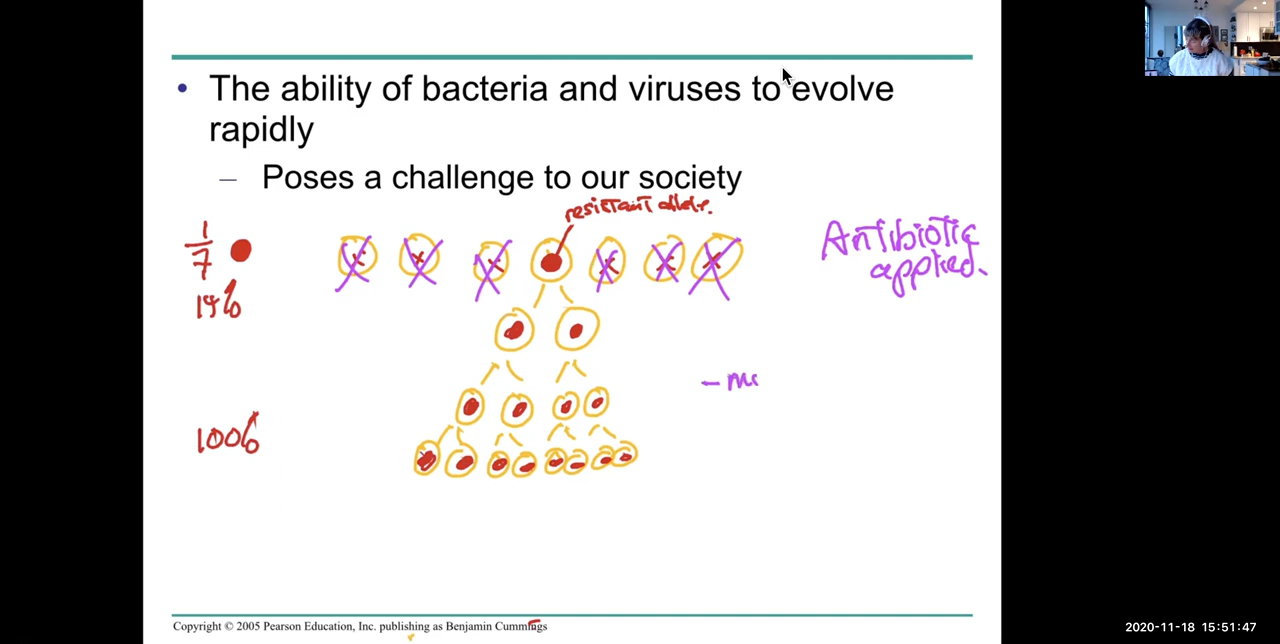 • The ability of bacteria and viruses to evolve
rapidly
– Poses a challenge to our society
resistant allele.
1/7
14%
Antibiotic
applied.
100%
Copyright © 2005 Pearson Education, Inc. publishing as Benjamin Cummings
2020-11-18 15:51:47